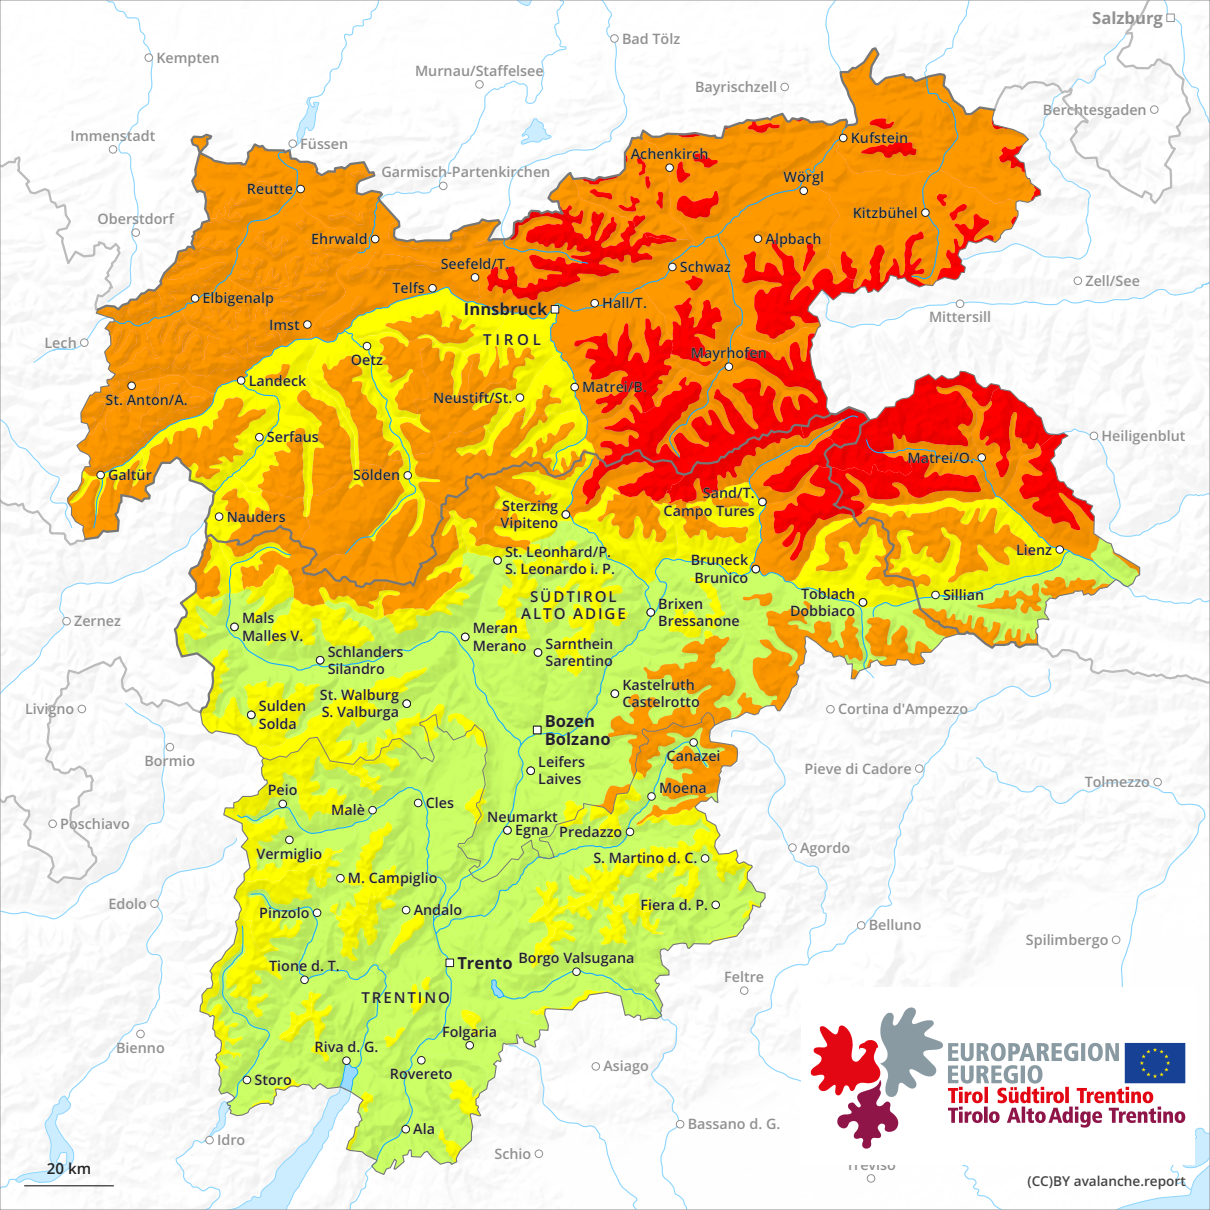 Salzburg
Bad Tölz
Kempten
Murnau/Staffelsee
Bayrischzell
Berchtesgaden
Immenstadt
Füssen
Kufstein
Achenkirch
Garmisch-Partenkirchen
Wörgl
Reutte
Oberstdorf
Kitzbühel
Ehrwald
Alpbach
Seefeld/T.
Schwaz
Zell/See
Telfs
Elbigenalp
Innsbruck
Hall/T.
Mittersill
Imst
TIROL
Lech
Oetz
Mayrhofen
Landeck
Matrei/B.
St. Anton/A.
Neustift/St.
Serfaus
Heiligenblut
Matrei/O.
Galtür
Sölden
Sand/T.
Campo Tures
Sterzing
Vipiteno
Nauders
St. Leonhard/P.
S. Leonardo i. P.
Lienz
Bruneck
Brunico
SÜDTIROL
ALTO ADIGE
Toblach
Dobbiaco
Sillian
Brixen
Bressanone
Zernez
Mals
Malles V.
Meran
Merano
Sarnthein
Sarentino
Schlanders
Silandro
Kastelruth
Castelrotto
St. Walburg
S. Valburga
Livigno
Sulden
Solda
Cortina d'Ampezzo
Bozen
Bolzano
Bormio
Canazei
Leifers
Laives
Pieve di Cadore
Tolmezzo
Peio
Moena
Malè
Cles
Neumarkt
Egna
Predazzo
Poschiavo
Vermiglio
S. Martino d. C.
Agordo
M. Campiglio
Edolo
Pinzolo
Andalo
Fiera d. P.
Belluno
Spilimbergo
Trento
Borgo Valsugana
Tione d. T.
Feltre
TRENTINO
Bienno
Folgaria
Riva d. G.
Rovereto
Asiago
Storo
EUROPAREGION
EUREGIO
Tirol Südtirol Trentino
Tirolo Alto Adige Trentino
Ala
Bassano d. G.
Idro
Schio
Treviso
20 km
(CC)BY avalanche.report